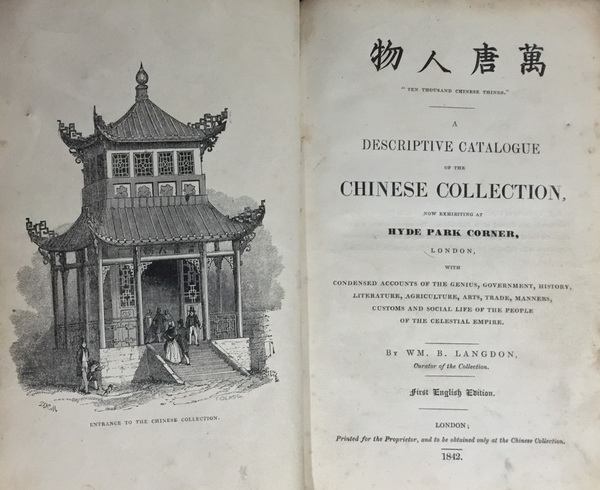 ENTRANCE TO THE CHINESE COLLECTION.
物人唐萬
"TEN THOUSAND CHINESE THINGS."
A
DESCRIPTIVE CATALOGUE
OF THE
CHINESE COLLECTION,
NOW EXHIBITING AT
HYDE PARK CORNER,
LONDON,
WITH
CONDENSED ACCOUNTS OF THE GENIUS, GOVERNMENT, HISTORY,
LITERATURE, AGRICULTURE, ARTS, TRADE, MANNERS,
CUSTOMS AND SOCIAL LIFE OF THE PEOPLE
OF THE CELESTIAL EMPIRE.
BY WM. B. LANGDON,
Curator of the Collection.
First English Edition.
LONDON;
Printed for the Proprietor, and to be obtained only at the Chinese Collection.
1842.